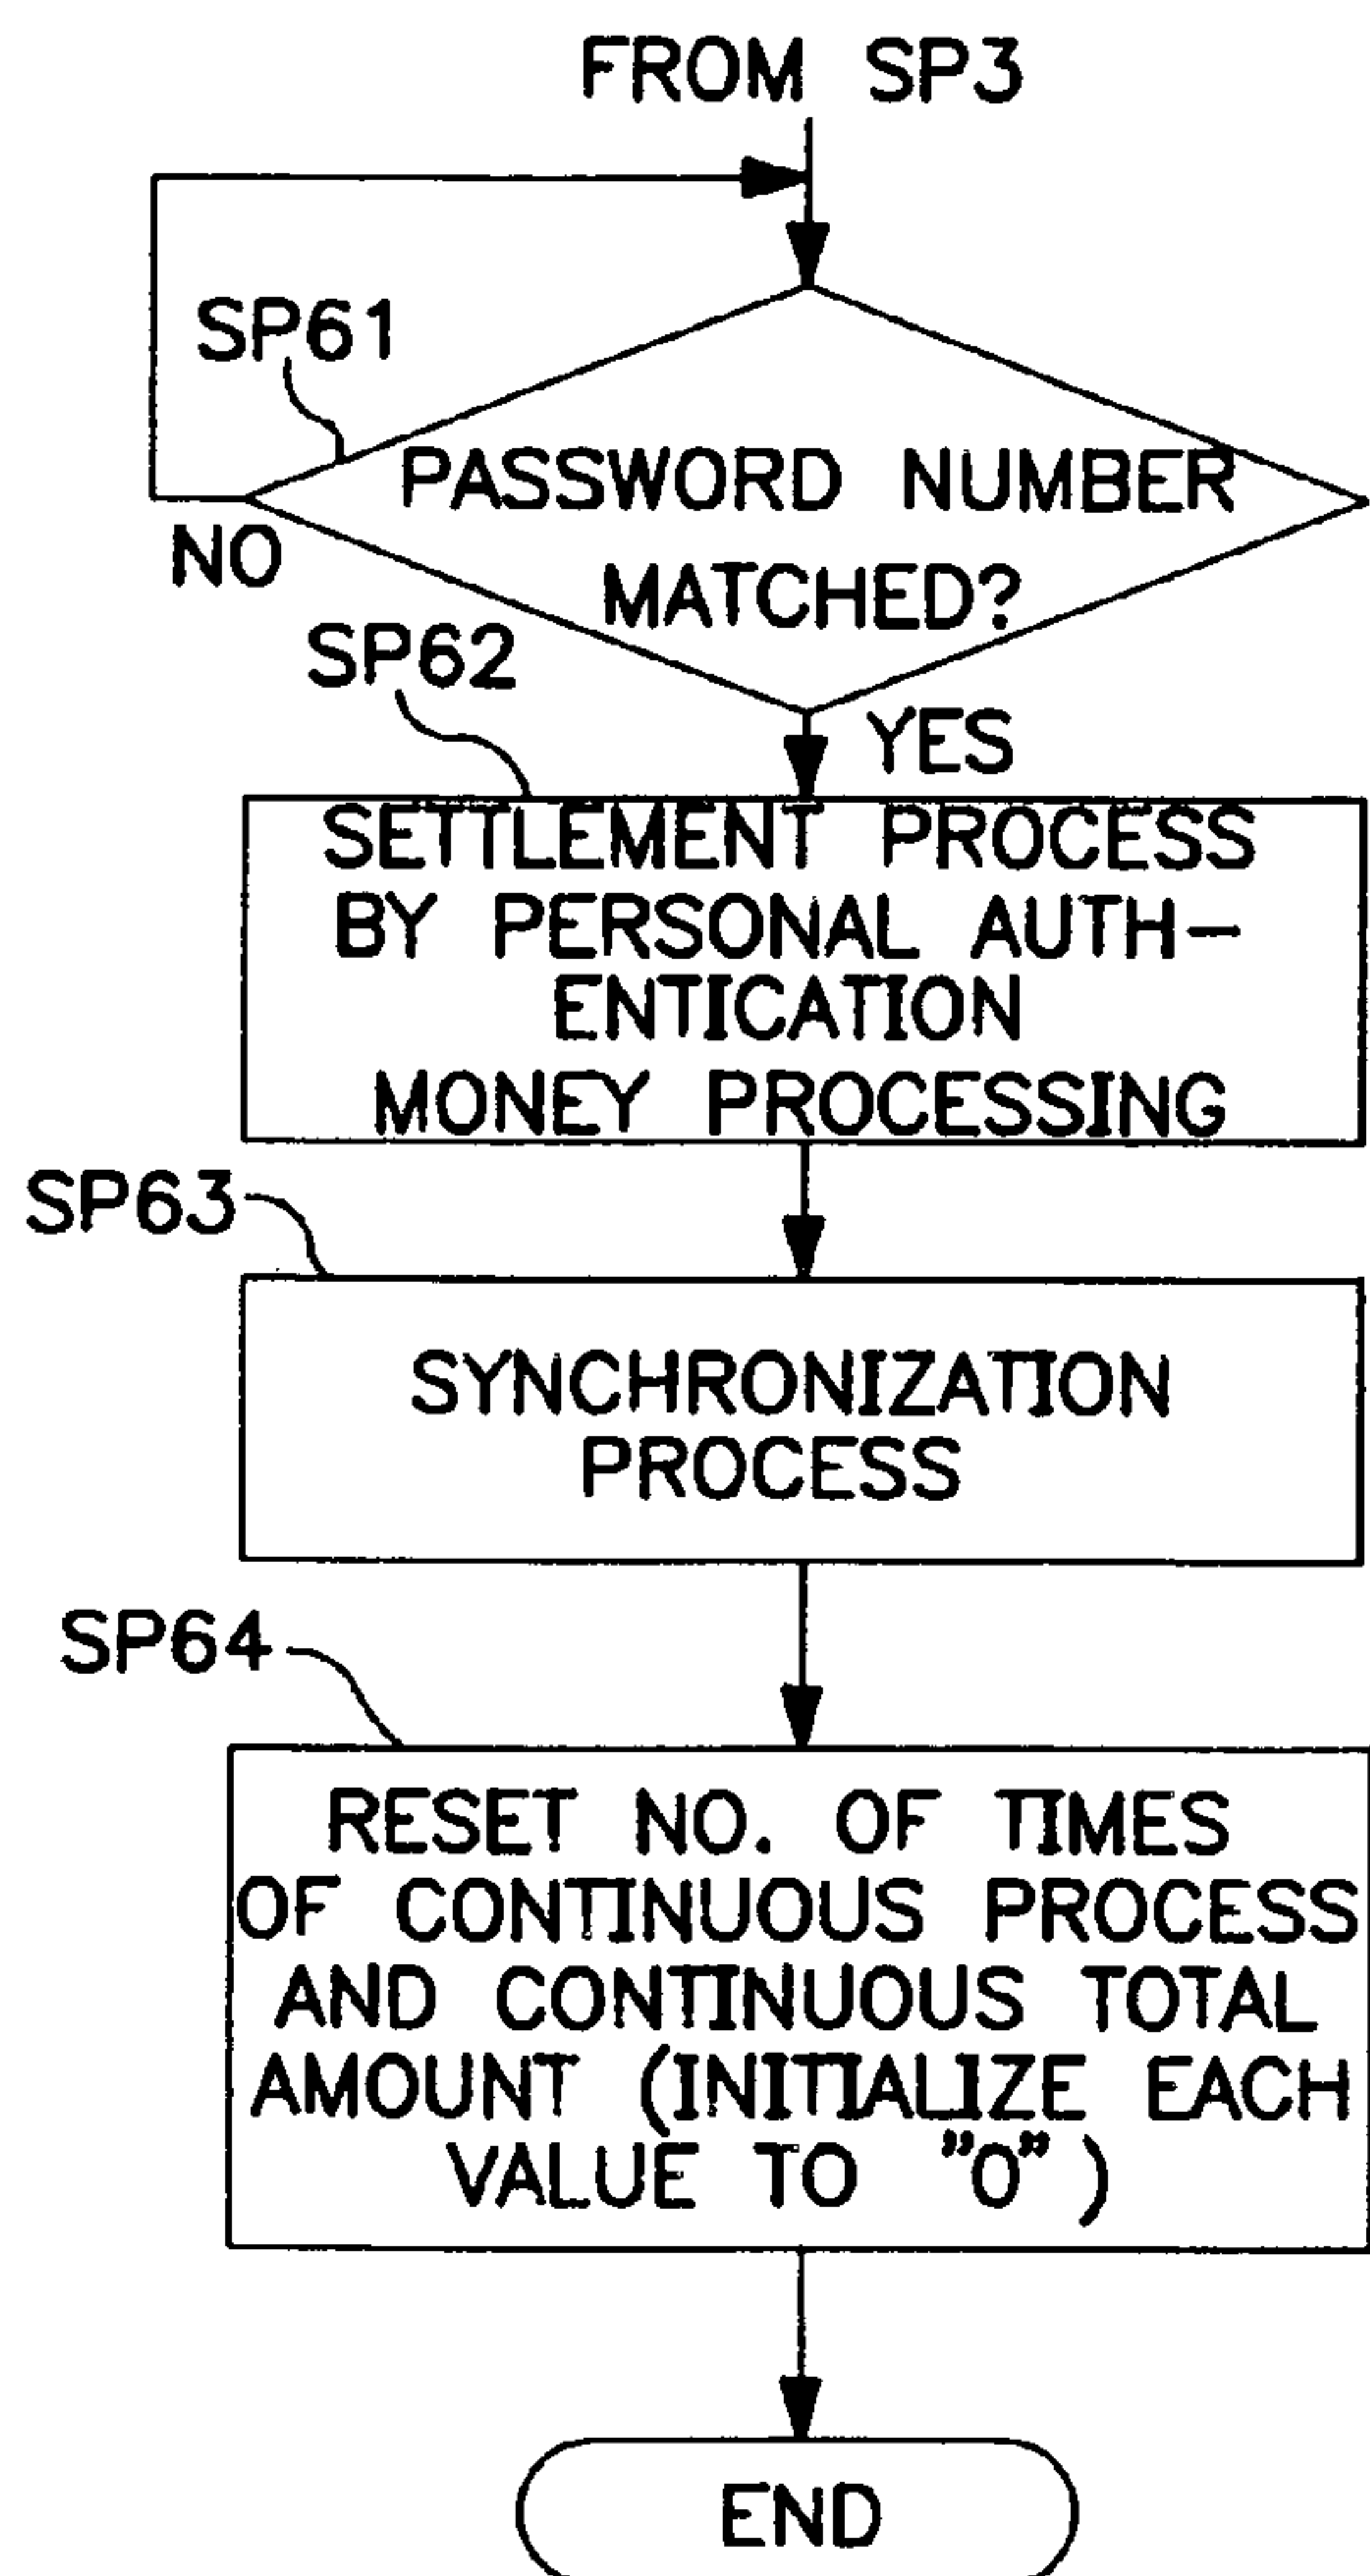 FROM SP3
SP61
PASSWORD NUMBER
MATCHED?
NO
SP62
YES
SETTLEMENT PROCESS
BY PERSONAL AUTH-
ENTICATION
MONEY PROCESSING
SP63
SYNCHRONIZATION
PROCESS
SP64
RESET NO. OF TIMES
OF CONTINUOUS PROCESS
AND CONTINUOUS TOTAL
AMOUNT (INITIALIZE EACH
VALUE TO "0")
END